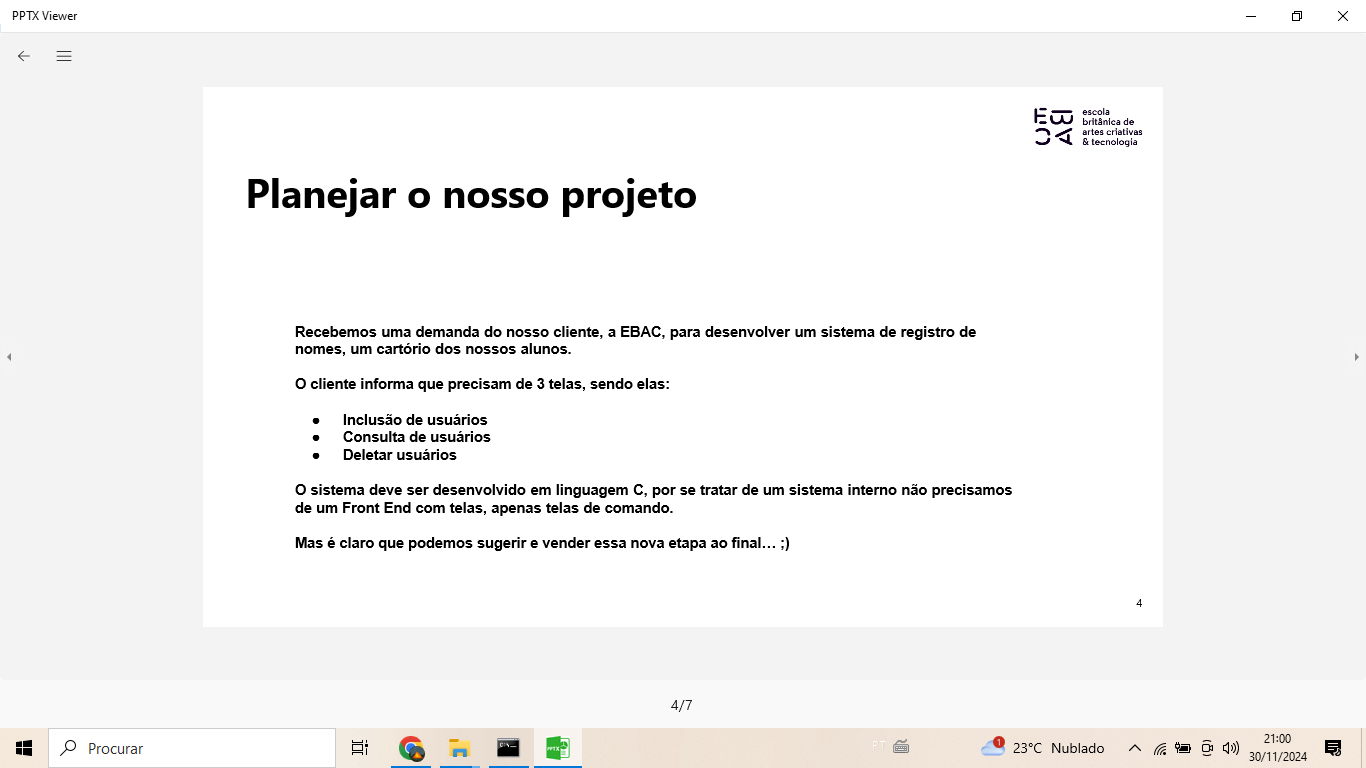 PPTX Viewer
escola
britânica de
artes criativas
& tecnologia
EBAC
Planejar o nosso projeto
Recebemos uma demanda do nosso cliente, a EBAC, para desenvolver um sistema de registro de
nomes, um cartório dos nossos alunos.
O cliente informa que precisam de 3 telas, sendo elas:
● Inclusão de usuários
● Consulta de usuários
● Deletar usuários
O sistema deve ser desenvolvido em linguagem C, por se tratar de um sistema interno não precisamos
de um Front End com telas, apenas telas de comando.
Mas é claro que podemos sugerir e vender essa nova etapa ao final… ;)
4
4/7
Procurar
PPTX
PT
1
23°C Nublado
21:00
30/11/2024